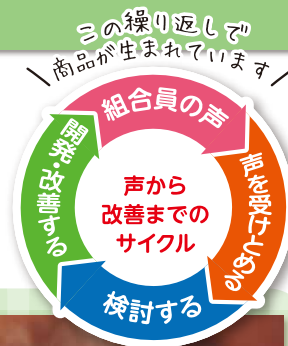 この繰り返しで
商品が生まれています
組合員の声
声を受けとめる
検討する
開発・改善する
声から
改善までの
サイクル